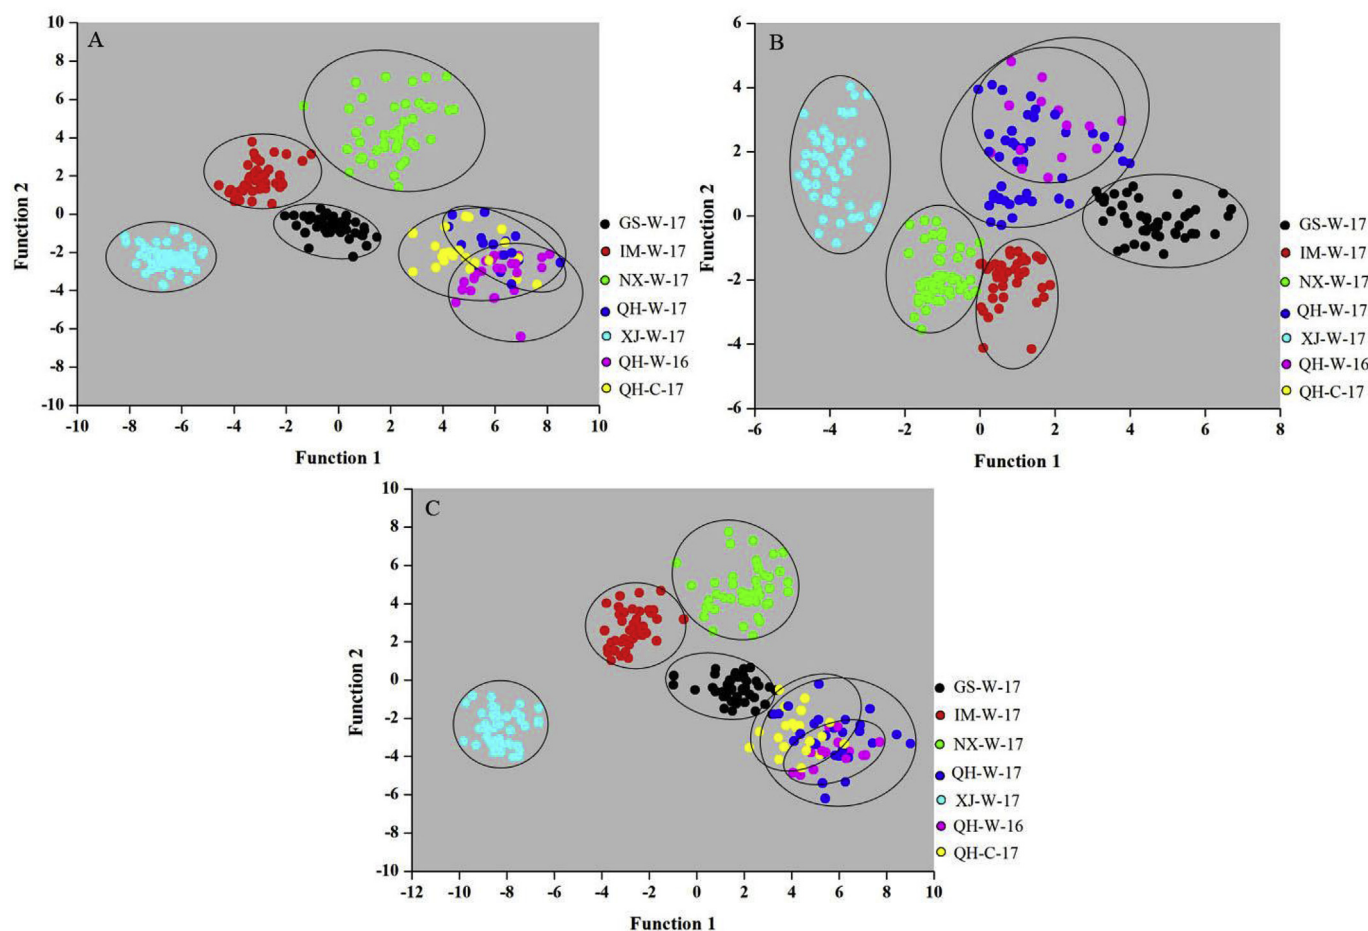 A
10
8
6
4
2
0
-2
-4
-6
-8
-10
Function 2
-10 -8 -6 -4 -2 0 2 4 6 8 10
Function 1
GS-W-17
IM-W-17
NX-W-17
QH-W-17
XJ-W-17
QH-W-16
QH-C-17
B
6
4
2
0
-2
-4
-6
Function 2
-6 -4 -2 0 2 4 6 8
Function 1
GS-W-17
IM-W-17
NX-W-17
QH-W-17
XJ-W-17
QH-W-16
QH-C-17
C
10
8
6
4
2
0
-2
-4
-6
-8
-10
Function 2
-12 -10 -8 -6 -4 -2 0 2 4 6 8 10
Function 1
GS-W-17
IM-W-17
NX-W-17
QH-W-17
XJ-W-17
QH-W-16
QH-C-17